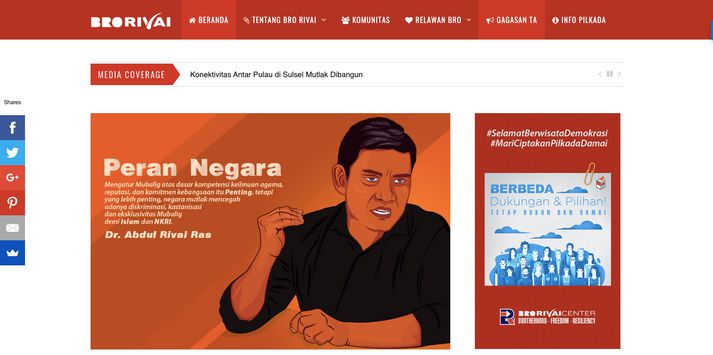 BRORIVAI
BERANDA
TENTANG BRO RIVAI
KOMUNITAS
RELAWAN BRO
GAGASAN TA
INFO PILKADA
MEDIA COVERAGE
Konektivitas Antar Pulau di Sulsel Mutlak Dibangun
Shares
Peran Negara
Mengatur Mubalig atas dasar kompetensi keilmuan agama,
reputasi, dan komitmen kebangsaan itu Penting, tetapi
yang lebih penting, negara mutlak mencegah
adanya diskriminasi, kastanisasi
dan eksklusivitas Mubalig
demi Islam dan NKRI.
Dr. Abdul Rivai Ras
#SelamatBerwisataDemokrasi
#MariCiptakanPilkadaDamai
BERBEDA
Dukungan & Pilihan!
TETAP RUKUN DAN DAMAI
BRORIVAICENTER
BROTHERHOOD - FREEDOM - RESILIENCY